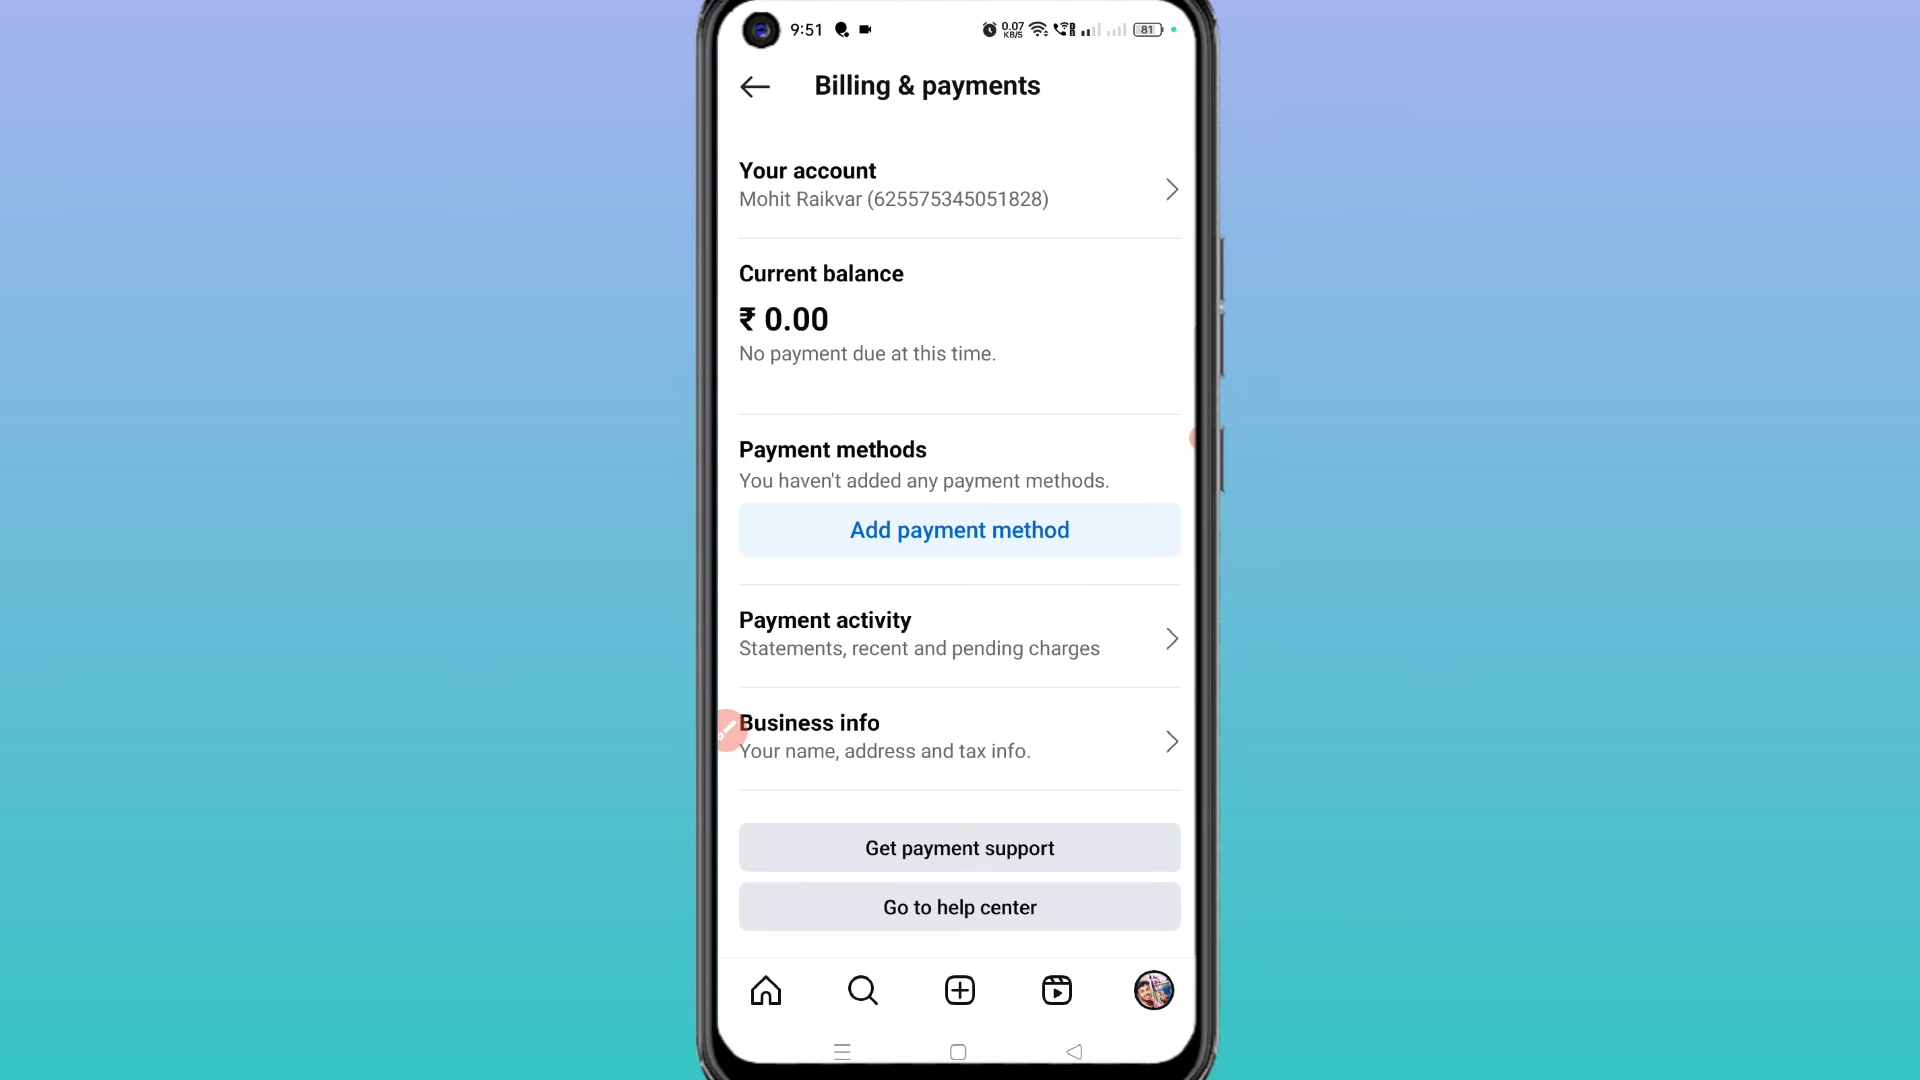 9:51
0.07
KB/S
81
Billing & payments
Your account
Mohit Raikvar (625575345051828)
Current balance
₹ 0.00
No payment due at this time.
Payment methods
You haven't added any payment methods.
Add payment method
Payment activity
Statements, recent and pending charges
Business info
Your name, address and tax info.
Get payment support
Go to help center